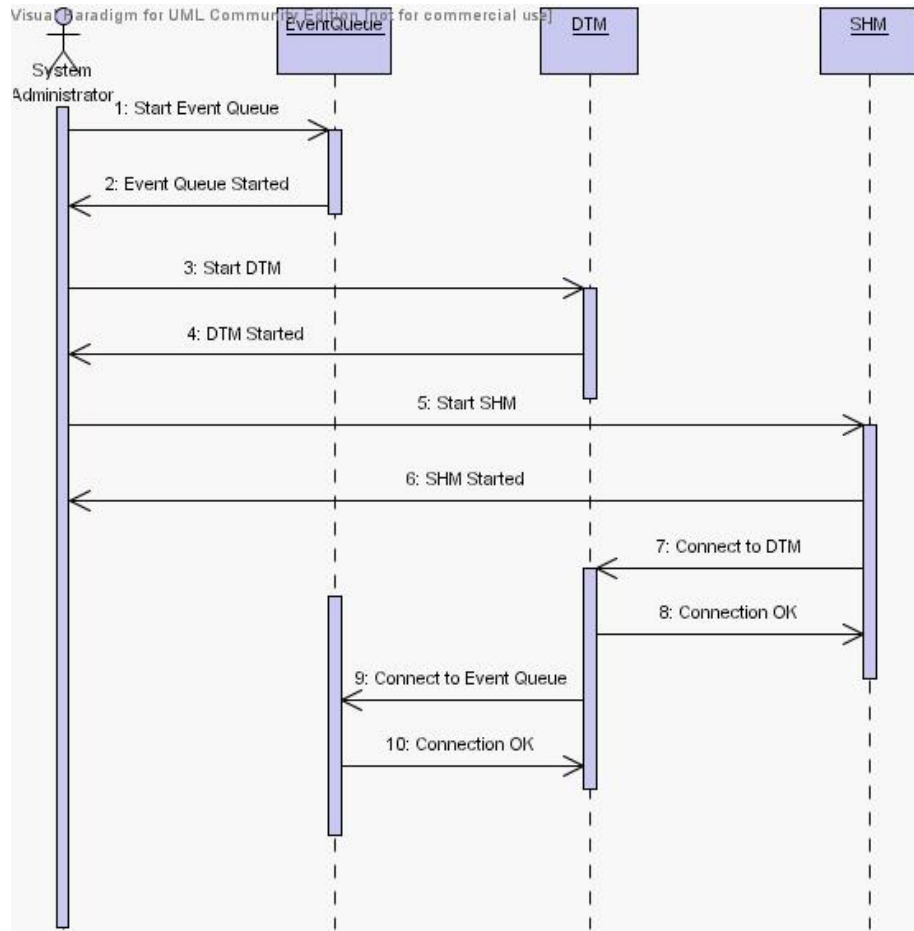 Visual Paradigm for UML Community Edition [not for commercial use]
EventQueue
DTM
SHM
System
Administrator
1: Start Event Queue
2: Event Queue Started
3: Start DTM
4: DTM Started
5: Start SHM
6: SHM Started
7: Connect to DTM
8: Connection OK
9: Connect to Event Queue
10: Connection OK